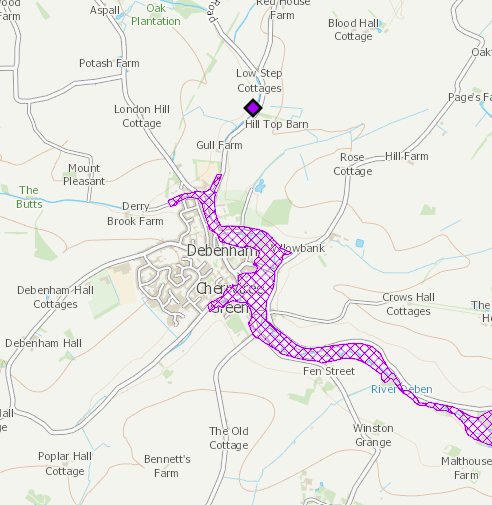 Red House
Farm
Aspall
Oak
Plantation
Road
Blood Hall
Cottage
Potash Farm
Low Step
Cottages
Page's Fa
London Hill
Cottage
Hill Top Barn
Gull Farm
Rose
Cottage
Hill Farm
Mount
Pleasant
The
Butts
Derry
Brook Farm
Debenham
Debenham Hall
Cottages
Crows Hall
Cottages
The
He
Debenham Hall
Fen Street
Winston
Grange
The Old
Cottage
Poplar Hall
Cottage
Bennett's
Farm
Malthouse
Farm